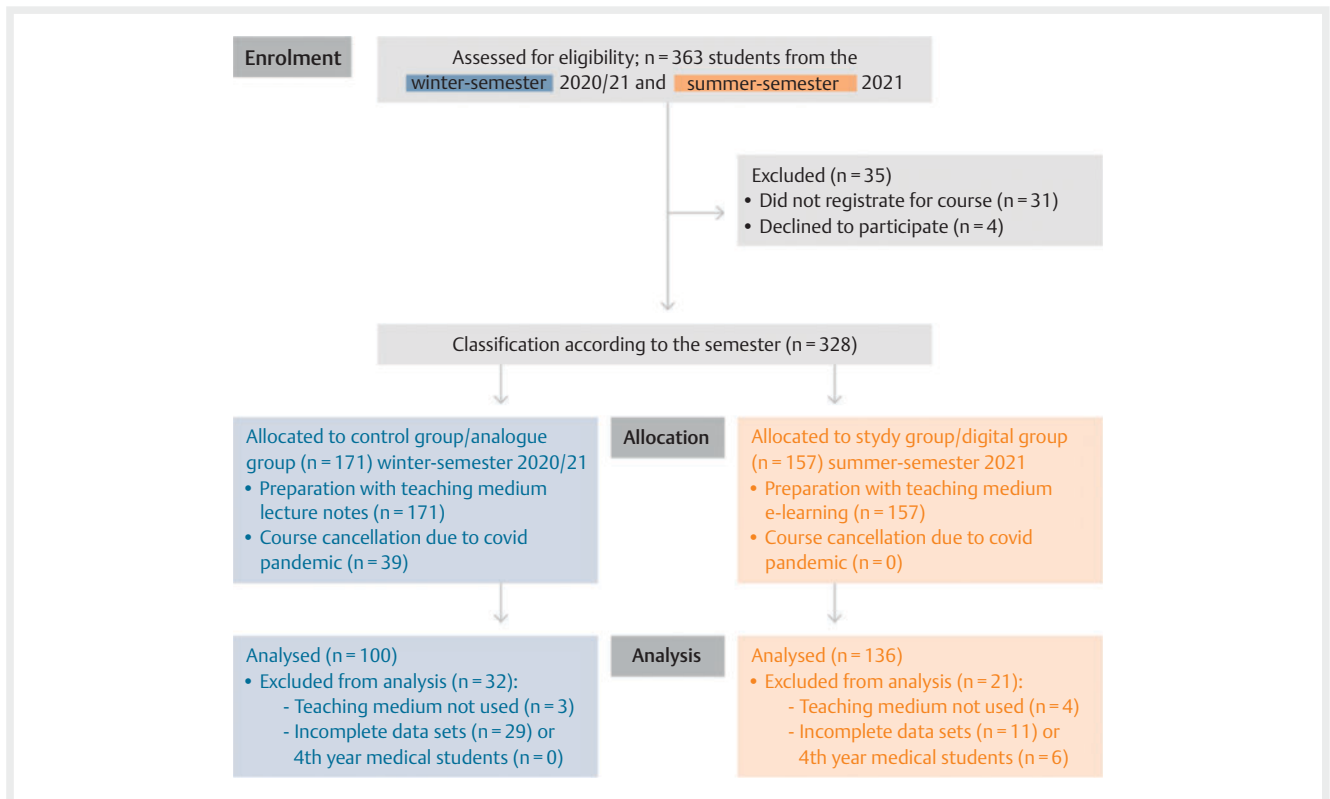 Enrolment
Assessed for eligibility; n = 363 students from the
winter-semester 2020/21 and summer-semester 2021
Excluded (n = 35)
• Did not registrate for course (n = 31)
• Declined to participate (n = 4)
Classification according to the semester (n = 328)
Allocated to control group/analogue
group (n = 171) winter-semester 2020/21
• Preparation with teaching medium
lecture notes (n = 171)
• Course cancellation due to covid
pandemic (n = 39)
Allocation
Allocated to stydy group/digital group
(n = 157) summer-semester 2021
• Preparation with teaching medium
e-learning (n = 157)
• Course cancellation due to covid
pandemic (n = 0)
Analysed (n = 100)
• Excluded from analysis (n = 32):
- Teaching medium not used (n = 3)
- Incomplete data sets (n = 29) or
4th year medical students (n = 0)
Analysis
Analysed (n = 136)
• Excluded from analysis (n = 21):
- Teaching medium not used (n = 4)
- Incomplete data sets (n = 11) or
4th year medical students (n = 6)